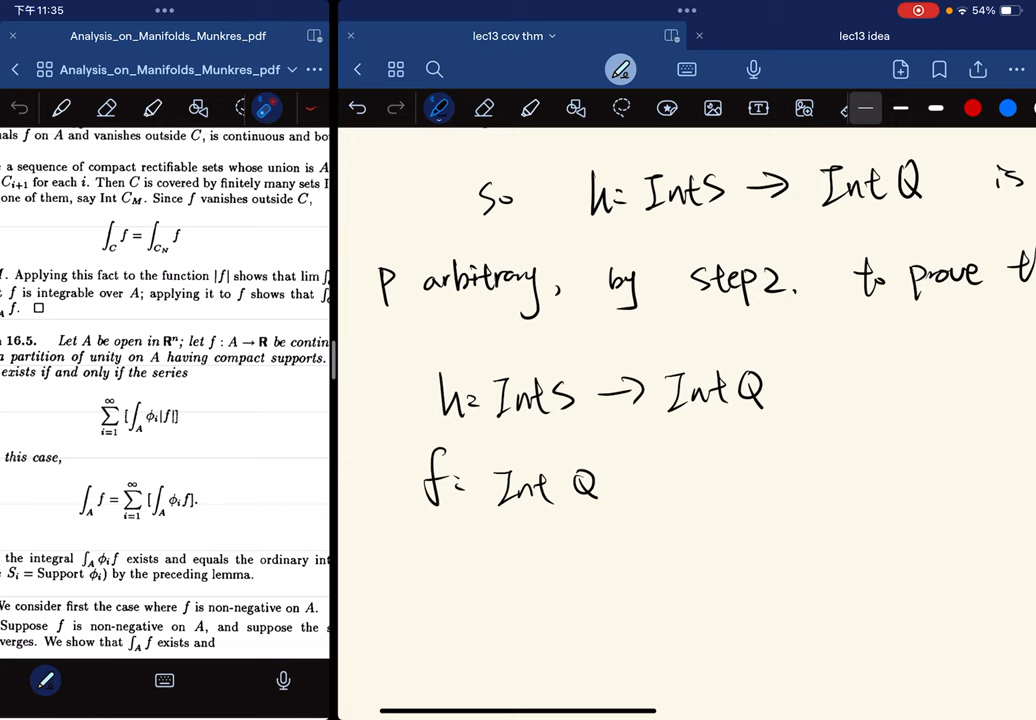 下午11:35
54%
Analysis_on_Manifolds_Munkres_pdf
lec13 cov thm
lec13 idea
Analysis_on_Manifolds_Munkres_pdf
als f on A and vanishes outside C, is continuous and bo
e a sequence of compact rectifiable sets whose union is A
C_{i+1} for each i. Then C is covered by finitely many sets I
one of them, say Int C_M. Since f vanishes outside C,
∫_C f = ∫_{C_N} f
. Applying this fact to the function |f| shows that lim ∫
t f is integrable over A; applying it to f shows that ∫
f. □
16.5. Let A be open in R^n; let f : A → R be contin
a partition of unity on A having compact supports.
exists if and only if the series
∑_{i=1}^∞ [∫_A ϕ_i|f|]
this case,
∫_A f = ∑_{i=1}^∞ [∫_A ϕ_i f].
the integral ∫_A ϕ_i f exists and equals the ordinary int
S_i = Support ϕ_i) by the preceding lemma.
We consider first the case where f is non-negative on A.
Suppose f is non-negative on A, and suppose the s
verges. We show that ∫_A f exists and
so h: Int S → Int Q is
P arbitrary, by step2. to prove th
h: Int S → Int Q
f: Int Q